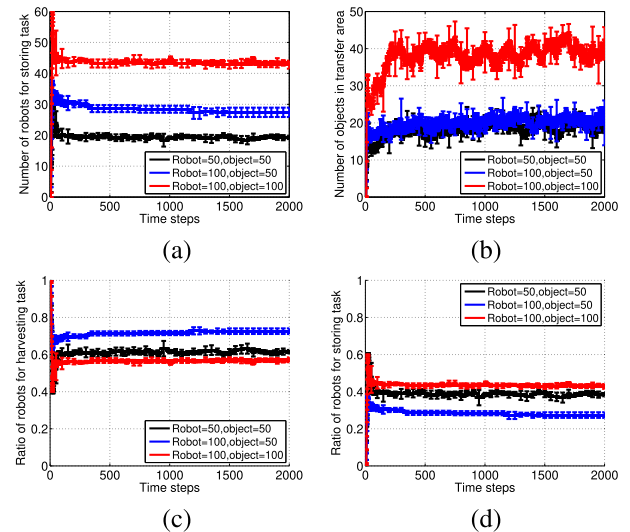 Number of robots for storing task
60
50
40
30
20
10
0
0 500 1000 1500 2000
Time steps
Robot=50,object=50
Robot=100,object=50
Robot=100,object=100
(a)
Number of objects in transfer area
50
40
30
20
10
0
0 500 1000 1500 2000
Time steps
Robot=50,object=50
Robot=100,object=50
Robot=100,object=100
(b)
Ratio of robots for harvesting task
1
0.8
0.6
0.4
0.2
0
0 500 1000 1500 2000
Time steps
Robot=50,object=50
Robot=100,object=50
Robot=100,object=100
(c)
Ratio of robots for storing task
1
0.8
0.6
0.4
0.2
0
0 500 1000 1500 2000
Time steps
Robot=50,object=50
Robot=100,object=50
Robot=100,object=100
(d)